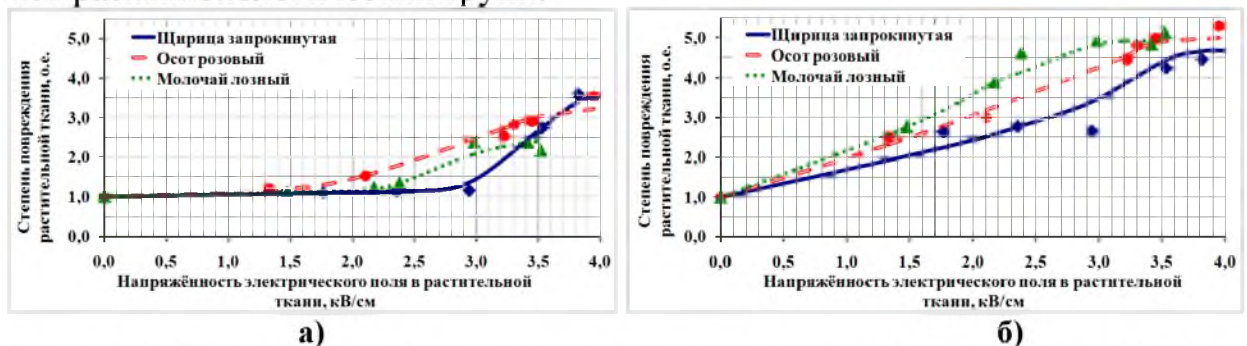 5,0
4,0
3,0
2,0
1,0
0,0
Степень повреждения
растительной ткани, о.е.
Щирица запрокинутая
Осот розовый
Молочай лозный
0,0 0,5 1,0 1,5 2,0 2,5 3,0 3,5 4,0
Напряжённость электрического поля в растительной
ткани, кВ/см
а)
5,0
4,0
3,0
2,0
1,0
0,0
Степень повреждения
растительной ткани, о.е.
Щирица запрокинутая
Осот розовый
Молочай лозный
0,0 0,5 1,0 1,5 2,0 2,5 3,0 3,5 4,0
Напряжённость электрического поля в растительной
ткани, кВ/см
б)